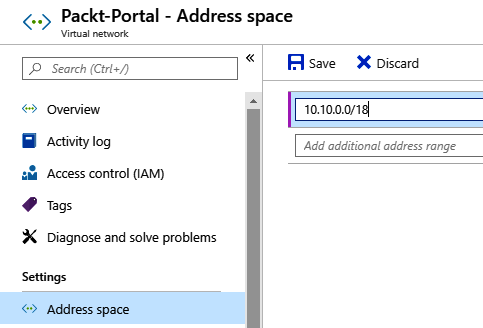 Packt-Portal - Address space
Virtual network
Search (Ctrl+/)
Overview
Activity log
Access control (IAM)
Tags
Diagnose and solve problems
Settings
Address space
Save Discard
10.10.0.0/18
Add additional address range